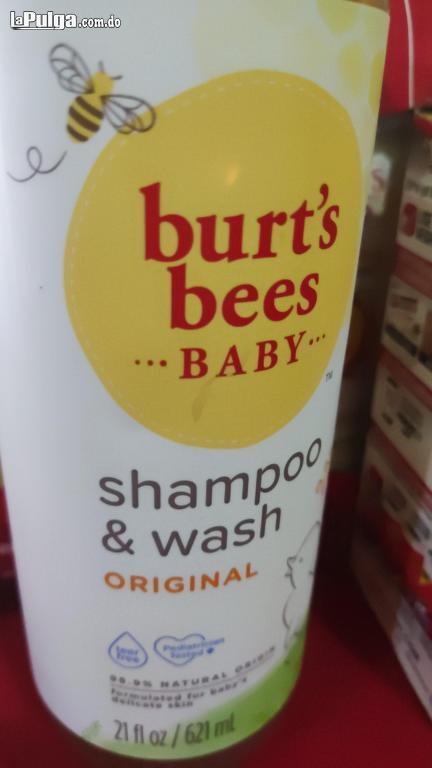 laPulga.com.do
burt's
bees
BABY
TM
shampoo
& wash
ORIGINAL
tear
free
Pediatrician
Tested
98.9% NATURAL ORIGIN
formulated for baby's
delicate skin
21 fl oz / 621 mL